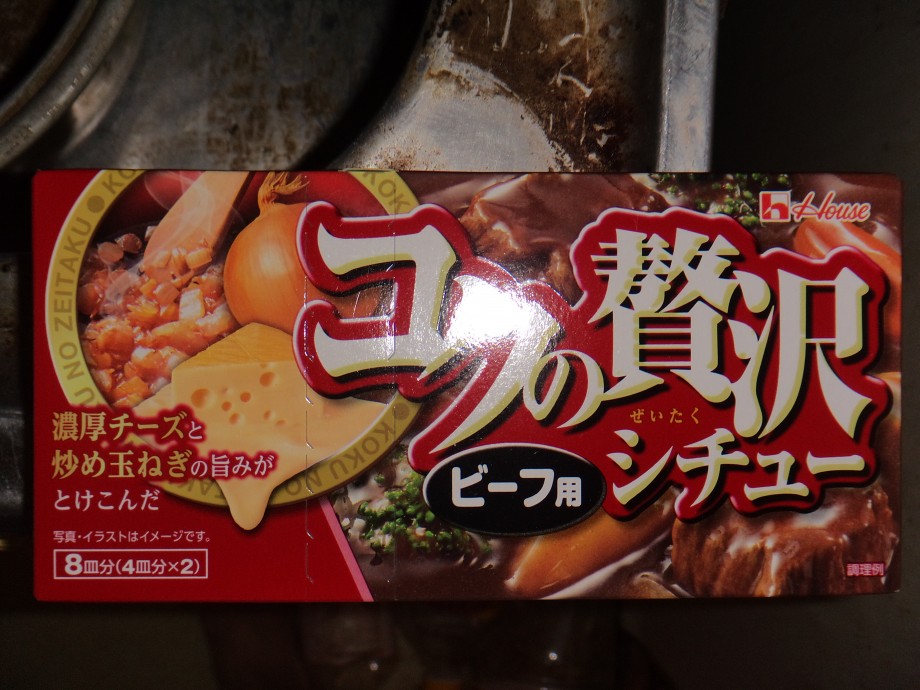 House
KOKU NO ZEITAKU
コクの贅沢
ぜいたく
シチュー
ビーフ用
濃厚チーズと
炒め玉ねぎの旨みが
とけこんだ
写真・イラストはイメージです。
8皿分(4皿分×2)
調理例